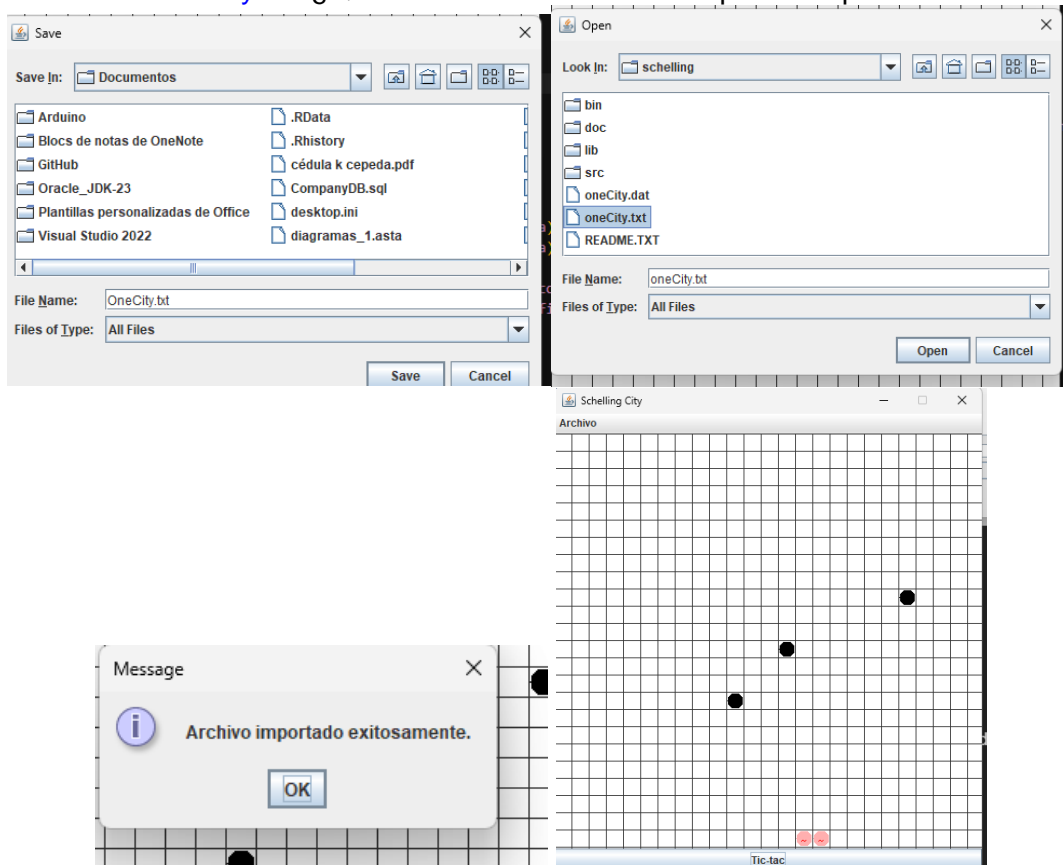 Save
Save In: Documentos
Arduino
Blocs de notas de OneNote
GitHub
Oracle_JDK-23
Plantillas personalizadas de Office
Visual Studio 2022
.RData
.Rhistory
cédula k cepeda.pdf
CompanyDB.sql
desktop.ini
diagramas_1.asta
File Name: OneCity.txt
Files of Type: All Files
Save Cancel
Open
Look In: schelling
bin
doc
lib
src
oneCity.dat
oneCity.txt
README.TXT
File Name: oneCity.txt
Files of Type: All Files
Open Cancel
Schelling City
Archivo
Tic-tac
Message
Archivo importado exitosamente.
OK